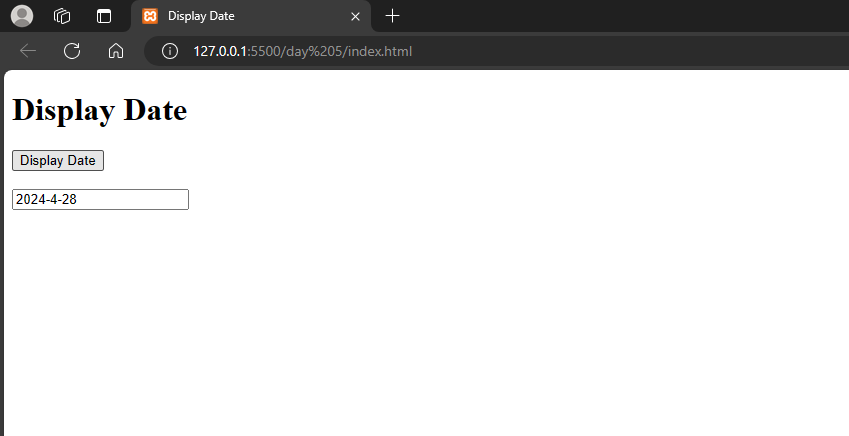 Display Date
127.0.0.1:5500/day%205/index.html
Display Date
Display Date
2024-4-28